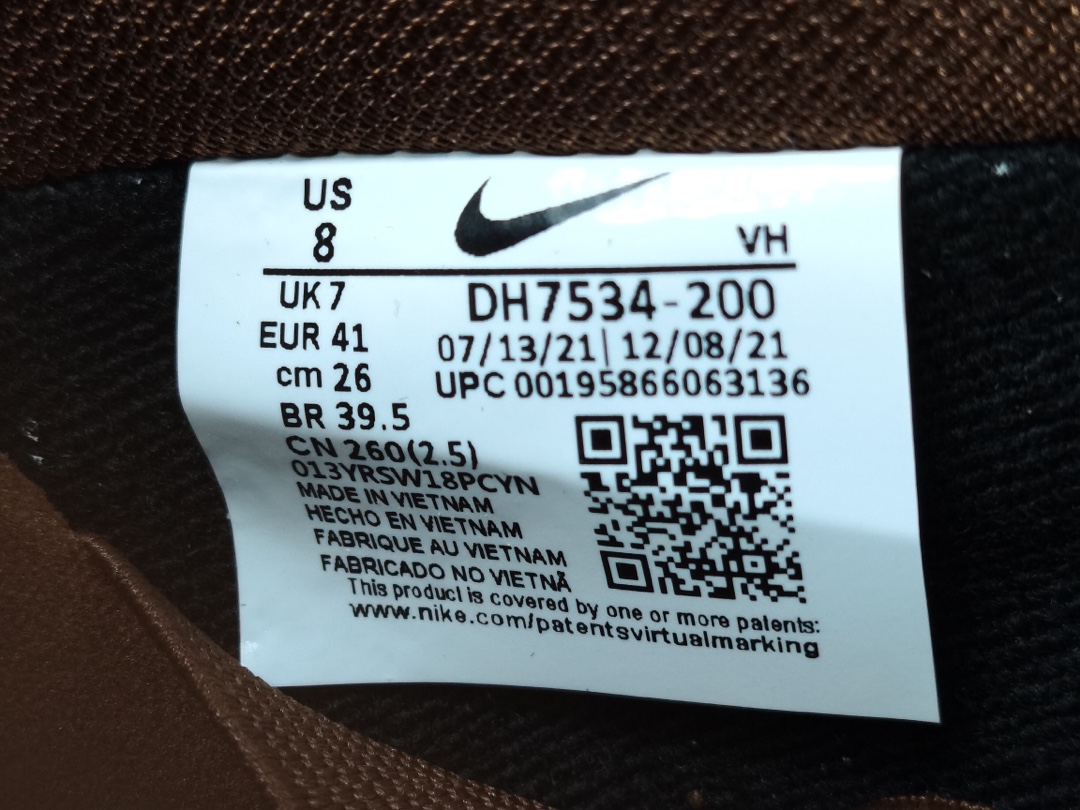 US
8
VH
UK 7
DH7534-200
EUR 41
07/13/21| 12/08/21
cm 26
UPC 00195866063136
BR 39.5
CN 260(2.5)
013YRSW18PCYN
MADE IN VIETNAM
HECHO EN VIETNAM
FABRIQUE AU VIETNAM
FABRICADO NO VIETNÃ
This product is covered by one or more patents:
www.nike.com/patentsvirtualmarking